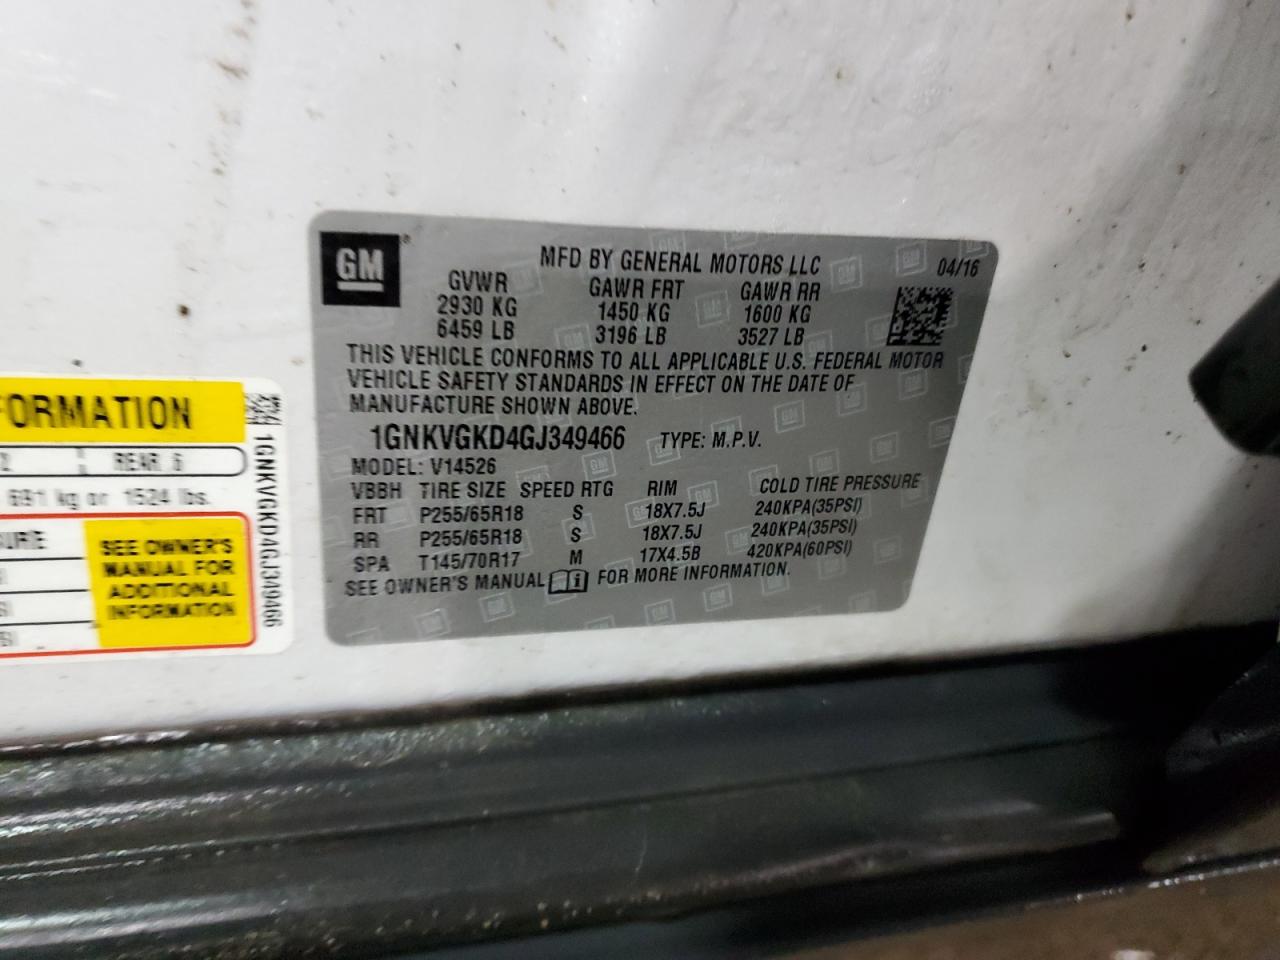 GM
MFD BY GENERAL MOTORS LLC 04/16
GVWR GAWR FRT GAWR RR
2930 KG 1450 KG 1600 KG
6459 LB 3196 LB 3527 LB
THIS VEHICLE CONFORMS TO ALL APPLICABLE U.S. FEDERAL MOTOR
VEHICLE SAFETY STANDARDS IN EFFECT ON THE DATE OF
MANUFACTURE SHOWN ABOVE.
1GNKVGKD4GJ349466 TYPE: M.P.V.
MODEL: V14526
VBBH TIRE SIZE SPEED RTG RIM COLD TIRE PRESSURE
FRT P255/65R18 S 18X7.5J 240KPA(35PSI)
RR P255/65R18 S 18X7.5J 240KPA(35PSI)
SPA T145/70R17 M 17X4.5B 420KPA(60PSI)
SEE OWNER'S MANUAL FOR MORE INFORMATION.
FORMATION
2 REAR 6
691 kg or 1524 lbs.
SEE OWNER'S
MANUAL FOR
ADDITIONAL
INFORMATION
1GNKVGKD4GJ349466